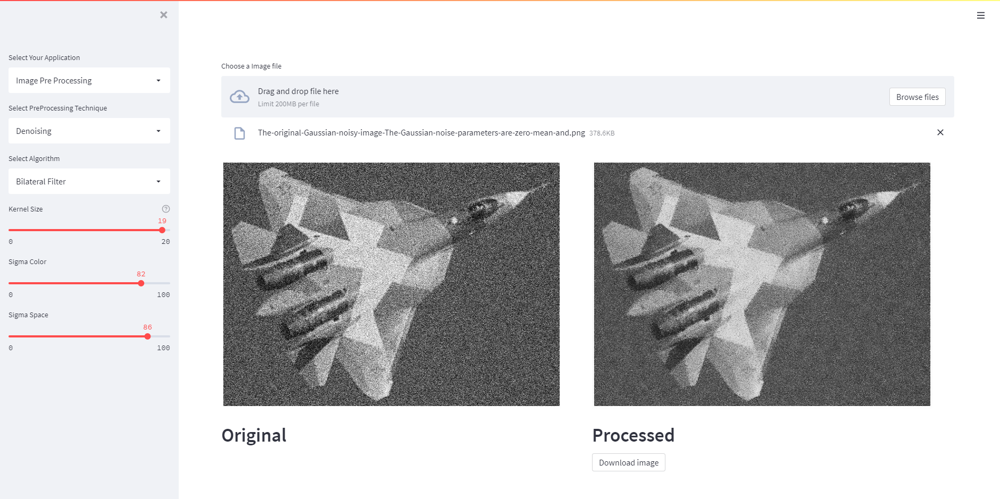 Select Your Application
Image Pre Processing
Select PreProcessing Technique
Denoising
Select Algorithm
Bilateral Filter
Kernel Size
19
0 20
Sigma Color
82
0 100
Sigma Space
86
0 100
Choose a Image file
Drag and drop file here
Limit 200MB per file
Browse files
The-original-Gaussian-noisy-image-The-Gaussian-noise-parameters-are-zero-mean-and.png 378.6KB
Original
Processed
Download image